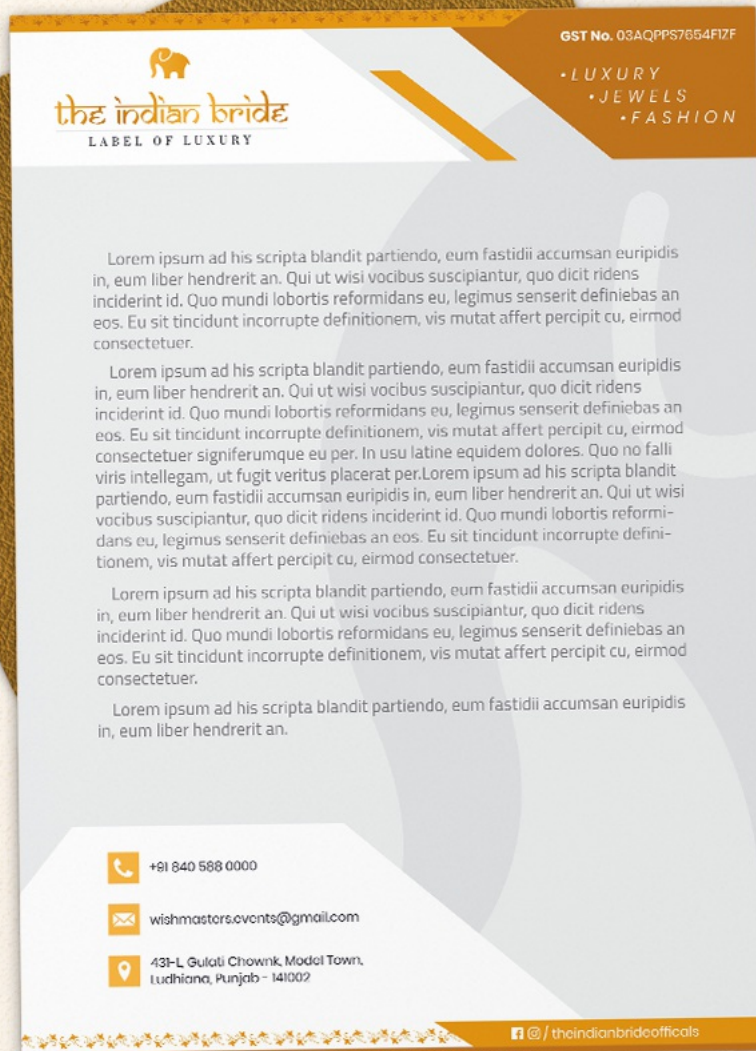 GST No. 03AQPPS7654F1ZF
the indian bride
LABEL OF LUXURY
•LUXURY
•JEWELS
•FASHION
Lorem ipsum ad his scripta blandit partiendo, eum fastidii accumsan euripidis
in, eum liber hendrerit an. Qui ut wisi vocibus suscipiantur, quo dicit ridens
inciderint id. Quo mundi lobortis reformidans eu, legimus senserit definiebas an
eos. Eu sit tincidunt incorrupte definitionem, vis mutat affert percipit cu, eirmod
consectetuer.
Lorem ipsum ad his scripta blandit partiendo, eum fastidii accumsan euripidis
in, eum liber hendrerit an. Qui ut wisi vocibus suscipiantur, quo dicit ridens
inciderint id. Quo mundi lobortis reformidans eu, legimus senserit definiebas an
eos. Eu sit tincidunt incorrupte definitionem, vis mutat affert percipit cu, eirmod
consectetuer signiferumque eu per. In usu latine equidem dolores. Quo no falli
viris intellegam, ut fugit veritus placerat per.Lorem ipsum ad his scripta blandit
partiendo, eum fastidii accumsan euripidis in, eum liber hendrerit an. Qui ut wisi
vocibus suscipiantur, quo dicit ridens inciderint id. Quo mundi lobortis reformi-
dans eu, legimus senserit definiebas an eos. Eu sit tincidunt incorrupte defini-
tionem, vis mutat affert percipit cu, eirmod consectetuer.
Lorem ipsum ad his scripta blandit partiendo, eum fastidii accumsan euripidis
in, eum liber hendrerit an. Qui ut wisi vocibus suscipiantur, quo dicit ridens
inciderint id. Quo mundi lobortis reformidans eu, legimus senserit definiebas an
eos. Eu sit tincidunt incorrupte definitionem, vis mutat affert percipit cu, eirmod
consectetuer.
Lorem ipsum ad his scripta blandit partiendo, eum fastidii accumsan euripidis
in, eum liber hendrerit an.
+91 840 588 0000
wishmasters.events@gmail.com
431-L, Gulati Chownk, Model Town,
Ludhiana, Punjab - 141002
/ theindianbrideofficals